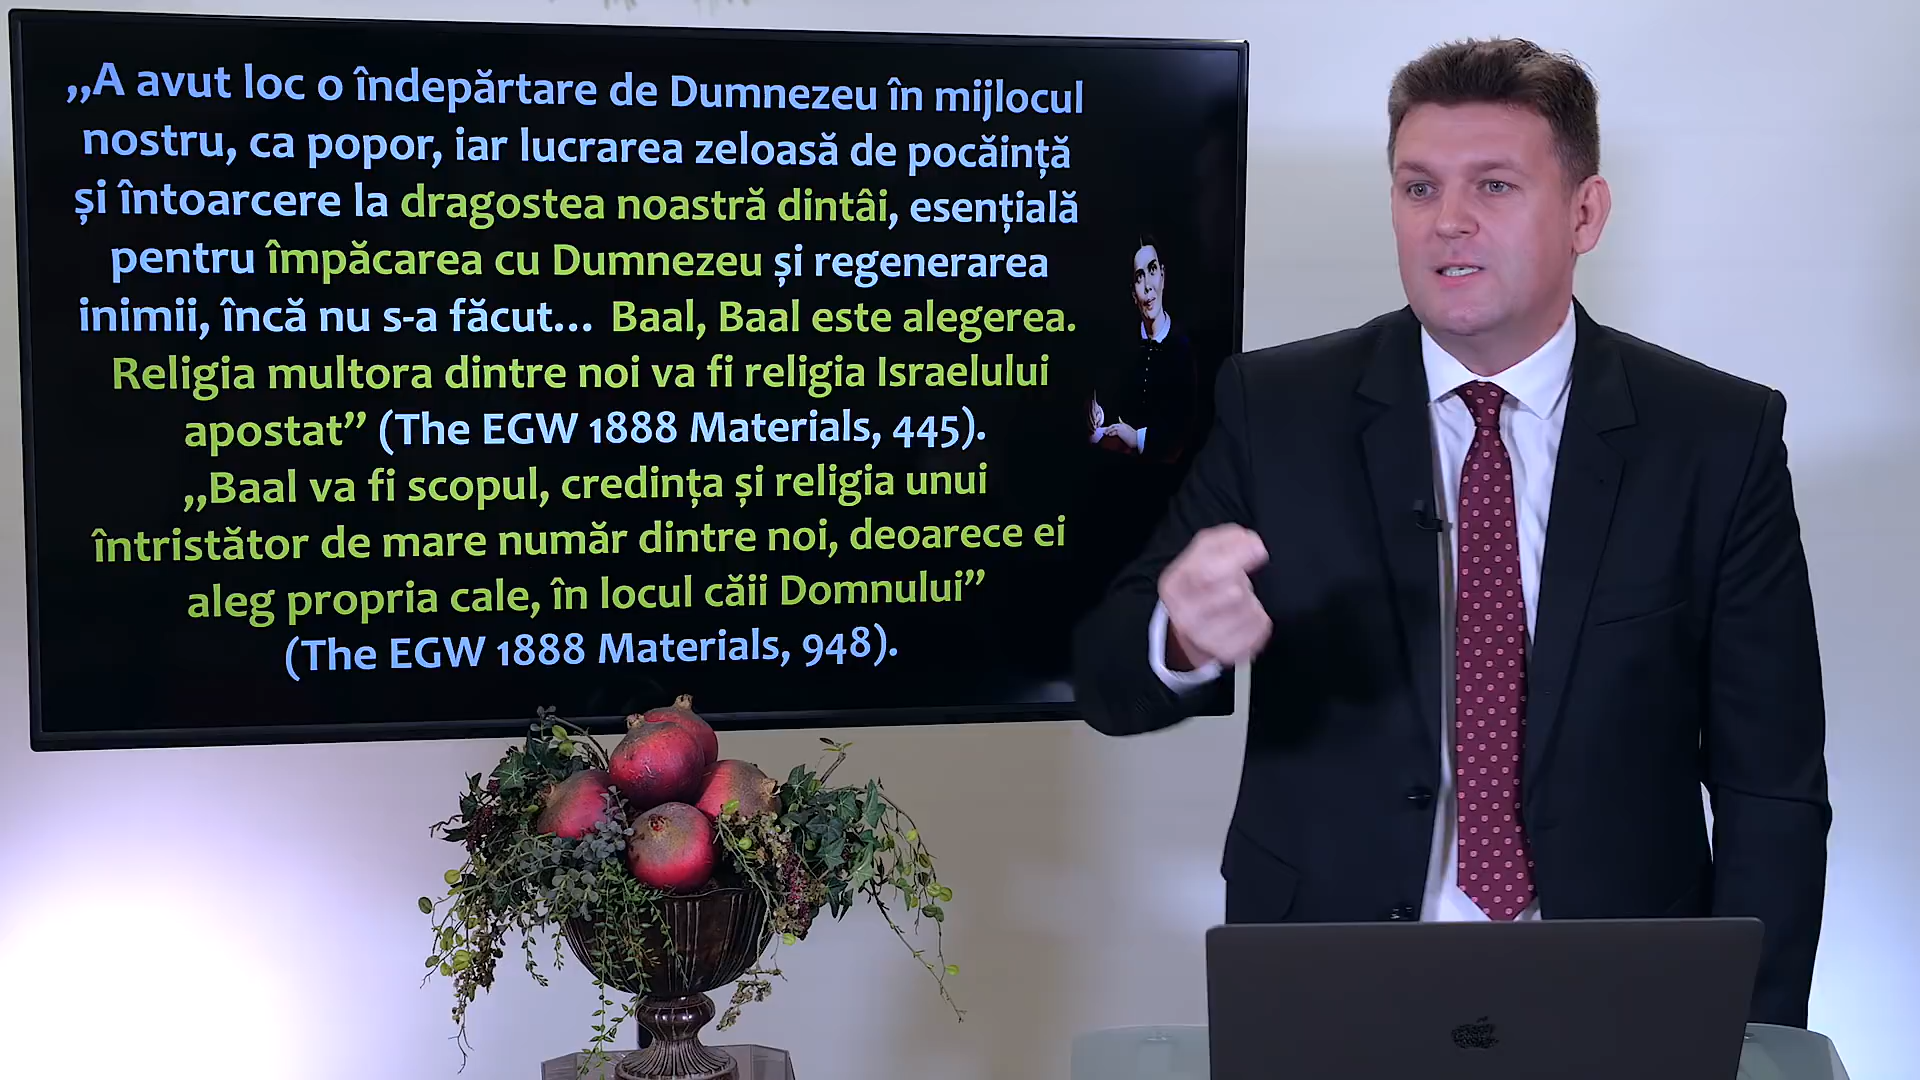 „A avut loc o îndepărtare de Dumnezeu în mijlocul
nostru, ca popor, iar lucrarea zeloasă de pocăință
și întoarcere la dragostea noastră dintâi, esențială
pentru împăcarea cu Dumnezeu și regenerarea
inimii, încă nu s-a făcut... Baal, Baal este alegerea.
Religia multora dintre noi va fi religia Israelului
apostat” (The EGW 1888 Materials, 445).
„Baal va fi scopul, credința și religia unui
întristător de mare număr dintre noi, deoarece ei
aleg propria cale, în locul căii Domnului”
(The EGW 1888 Materials, 948).